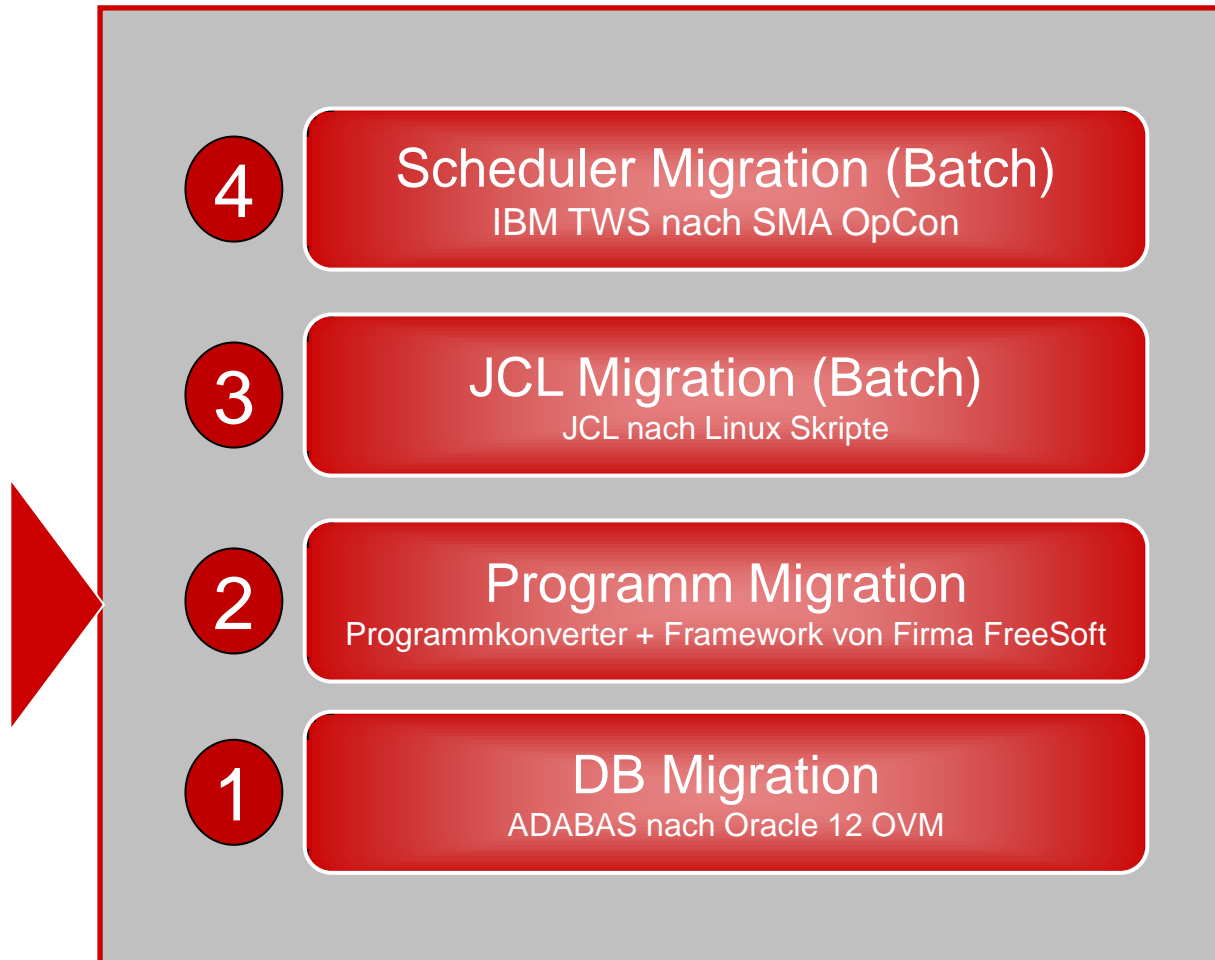 4
Scheduler Migration (Batch)
IBM TWS nach SMA OpCon
3
JCL Migration (Batch)
JCL nach Linux Skripte
2
Programm Migration
Programmkonverter + Framework von Firma FreeSoft
1
DB Migration
ADABAS nach Oracle 12 OVM